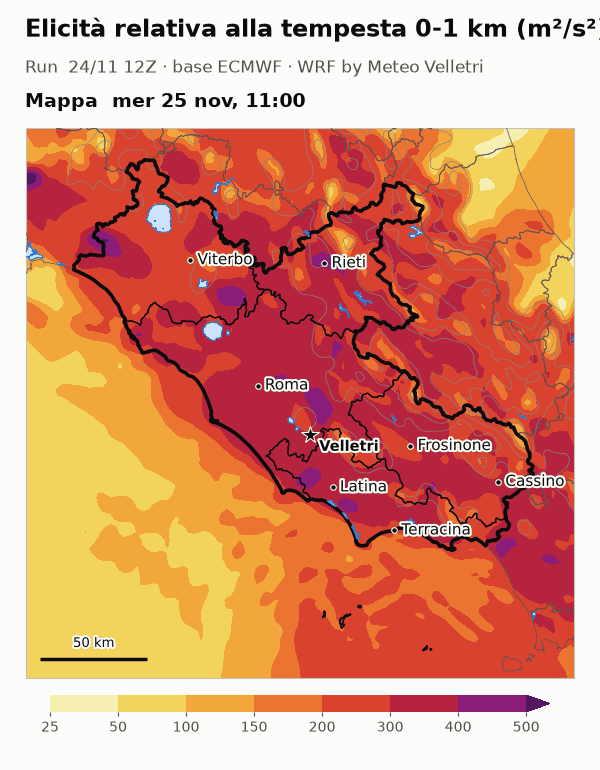 Elicità relativa alla tempesta 0-1 km (m²/s²)
Run 24/11 12Z · base ECMWF · WRF by Meteo Velletri
Mappa mer 25 nov, 11:00
Viterbo
Rieti
Roma
Velletri
Frosinone
Latina
Cassino
Terracina
50 km
25 50 100 150 200 300 400 500